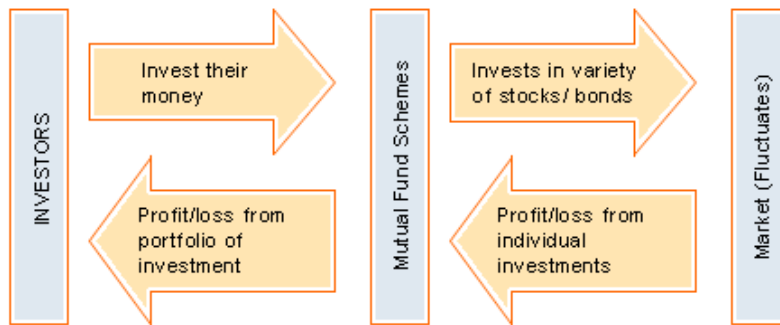 INVESTORS
Invest their
money
Profit/loss from
portfolio of
investment
Mutual Fund Schemes
Invests in variety
of stocks/ bonds
Profit/loss from
individual
investments
Market (Fluctuates)